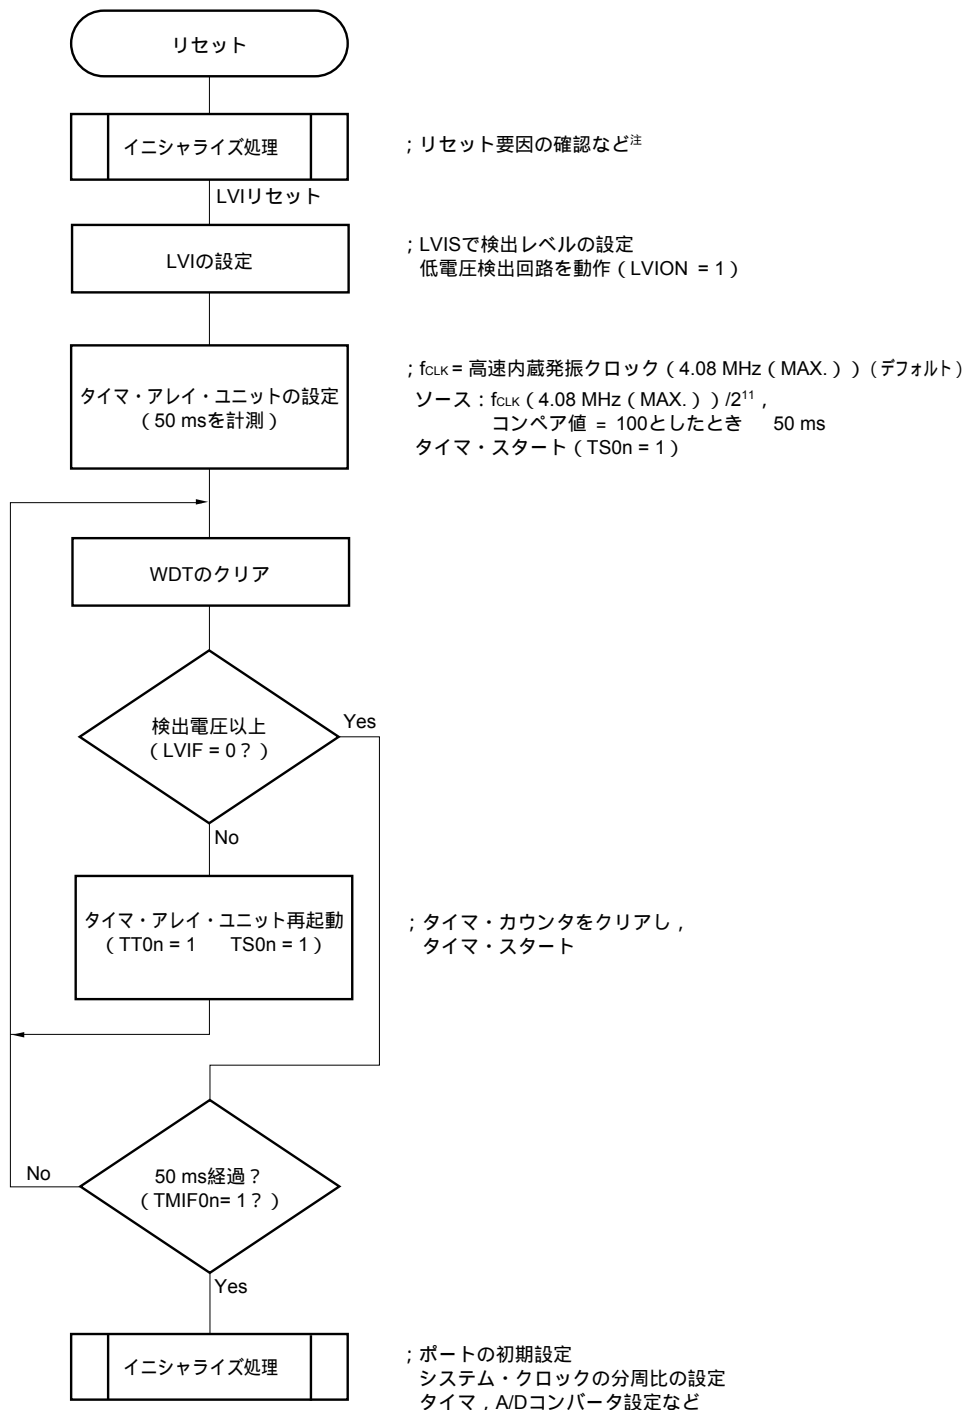 リセット
イニシャライズ処理
;リセット要因の確認など注
LVIリセット
LVIの設定
;LVISで検出レベルの設定
低電圧検出回路を動作(LVION = 1)
タイマ・アレイ・ユニットの設定
(50 msを計測)
;fCLK = 高速内蔵発振クロック(4.08 MHz(MAX.))(デフォルト)
ソース:fCLK(4.08 MHz(MAX.))/2¹¹,
コンペア値 = 100としたとき 50 ms
タイマ・スタート(TS0n = 1)
WDTのクリア
検出電圧以上
(LVIF = 0?)
Yes
No
タイマ・アレイ・ユニット再起動
(TT0n = 1 TS0n = 1)
;タイマ・カウンタをクリアし,
タイマ・スタート
50 ms経過?
(TMIF0n= 1?)
No
Yes
イニシャライズ処理
;ポートの初期設定
システム・クロックの分周比の設定
タイマ,A/Dコンバータ設定など